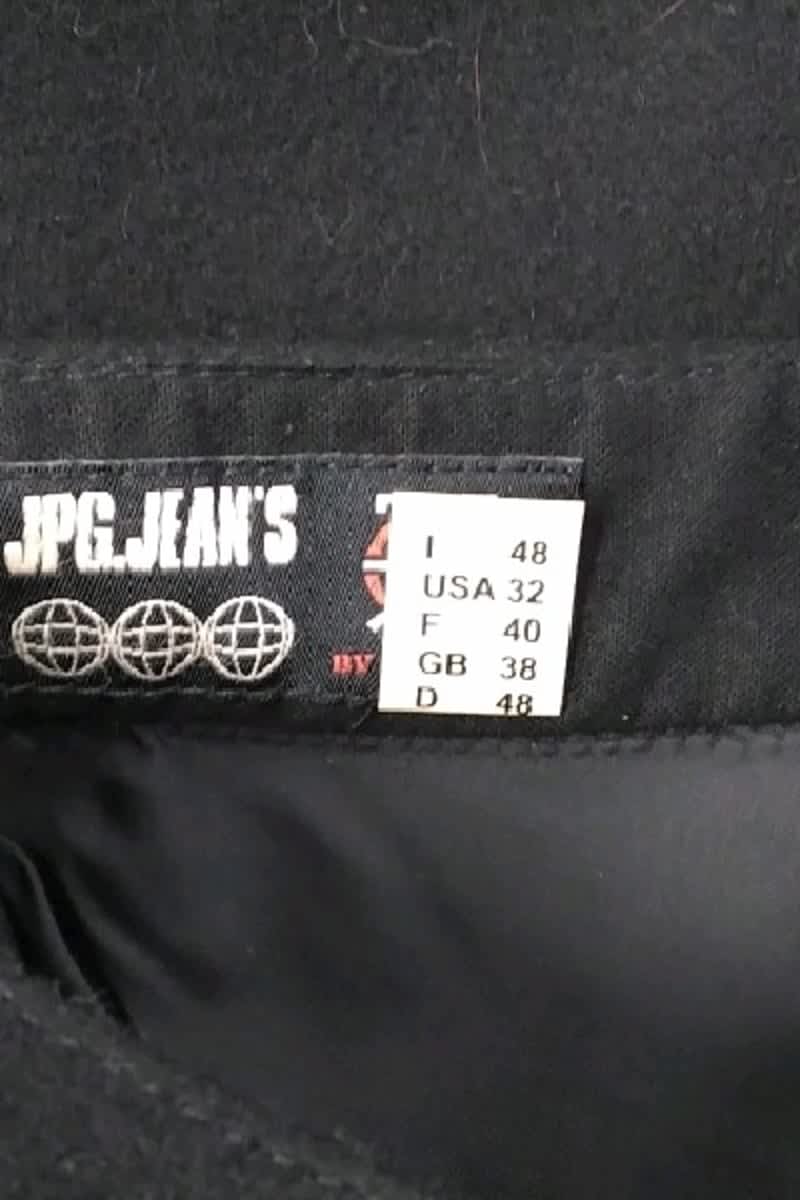 JPG.JEAN'S
BY
I 48
USA 32
F 40
GB 38
D 48